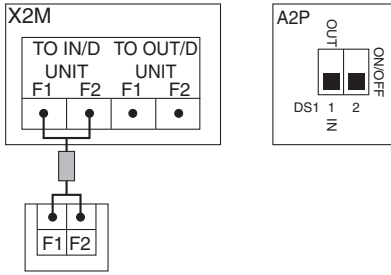 X2M
TO IN/D TO OUT/D
UNIT UNIT
F1 F2 F1 F2
F1 F2
A2P
OUT
ON/OFF
DS1 1 2
IN